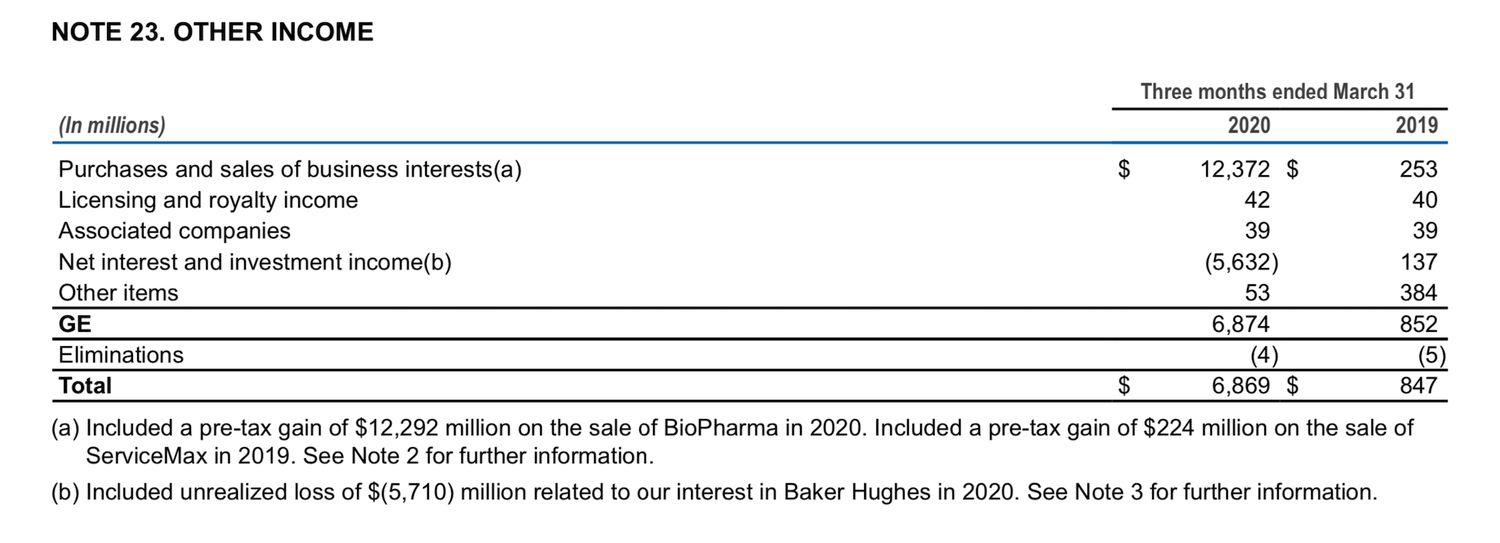 NOTE 23. OTHER INCOME
Three months ended March 31
(In millions) 2020 2019
Purchases and sales of business interests(a) $ 12,372 $ 253
Licensing and royalty income 42 40
Associated companies 39 39
Net interest and investment income(b) (5,632) 137
Other items 53 384
GE 6,874 852
Eliminations (4) (5)
Total $ 6,869 $ 847
(a) Included a pre-tax gain of $12,292 million on the sale of BioPharma in 2020. Included a pre-tax gain of $224 million on the sale of
ServiceMax in 2019. See Note 2 for further information.
(b) Included unrealized loss of $(5,710) million related to our interest in Baker Hughes in 2020. See Note 3 for further information.